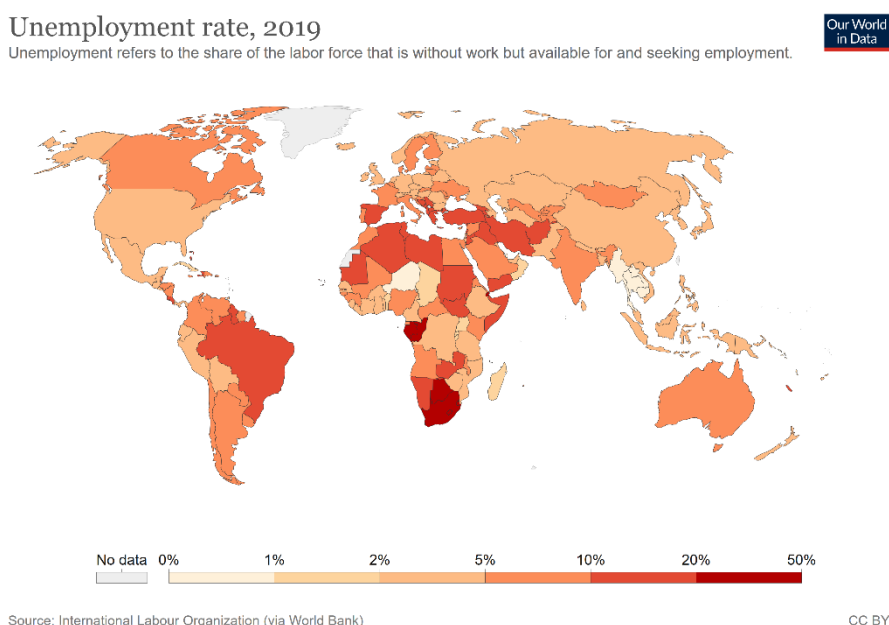 Unemployment rate, 2019
Our World
in Data
Unemployment refers to the share of the labor force that is without work but available for and seeking employment.
No data 0% 1% 2% 5% 10% 20% 50%
Source: International Labour Organization (via World Bank) CC BY